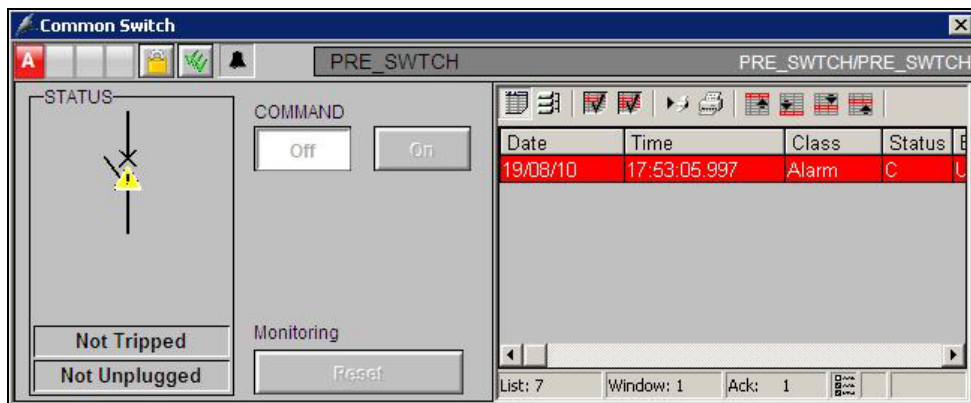 Common Switch
A
PRE_SWTCH
PRE_SWTCH/PRE_SWTCH
STATUS
COMMAND
Off
On
Not Tripped
Not Unplugged
Monitoring
Reset
Date Time Class Status
19/08/10 17:53:05.997 Alarm C
List: 7 Window: 1 Ack: 1